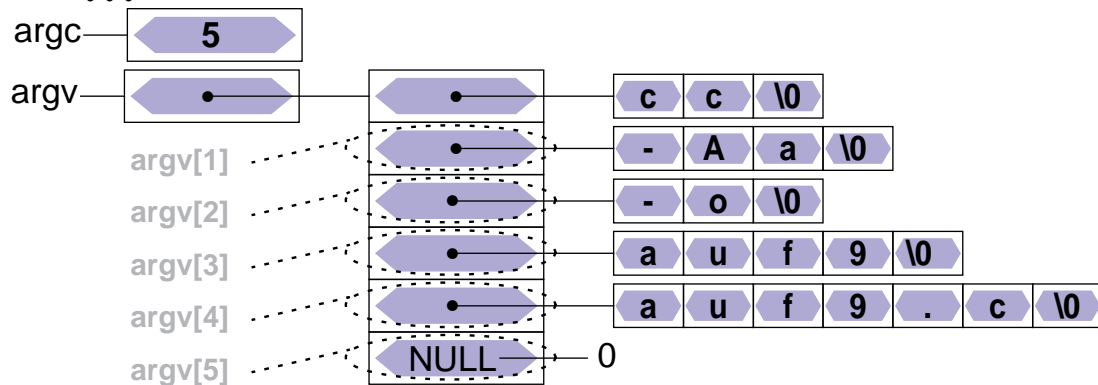 argc 5
argv c c \0
argv[1] - A a \0
argv[2] - o \0
argv[3] a u f 9 \0
argv[4] a u f 9 . c \0
argv[5] NULL 0